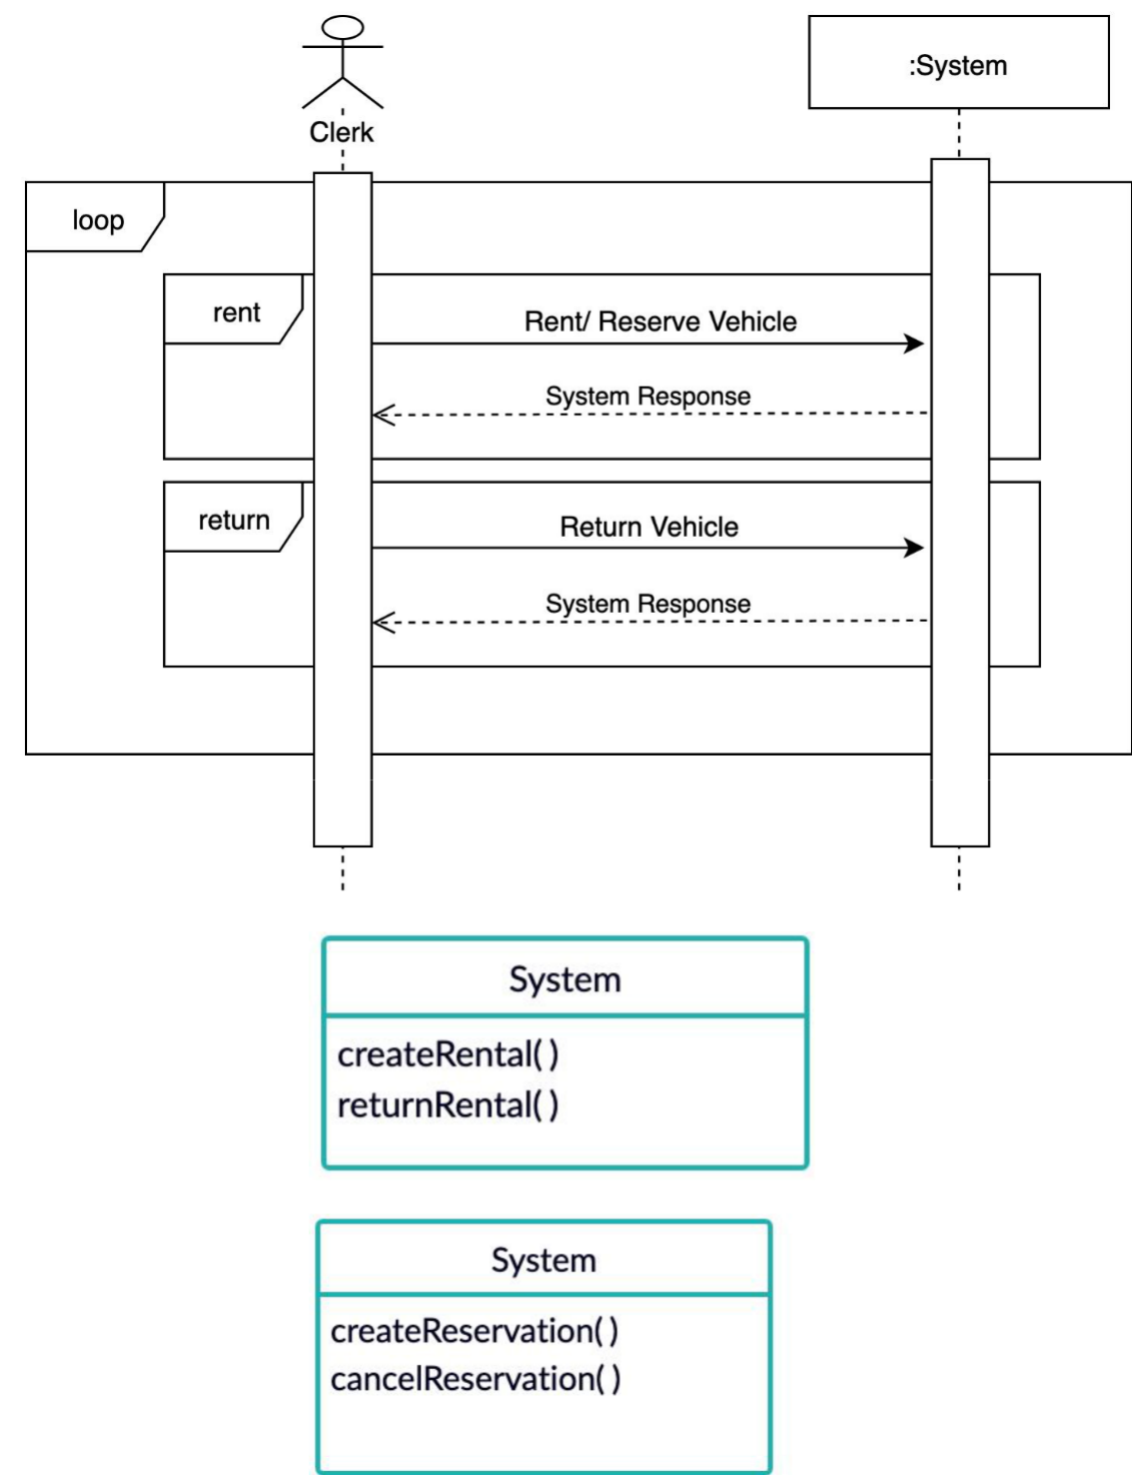 :System
Clerk
loop
rent
Rent/ Reserve Vehicle
System Response
return
Return Vehicle
System Response
System
createRental( )
returnRental( )
System
createReservation( )
cancelReservation( )